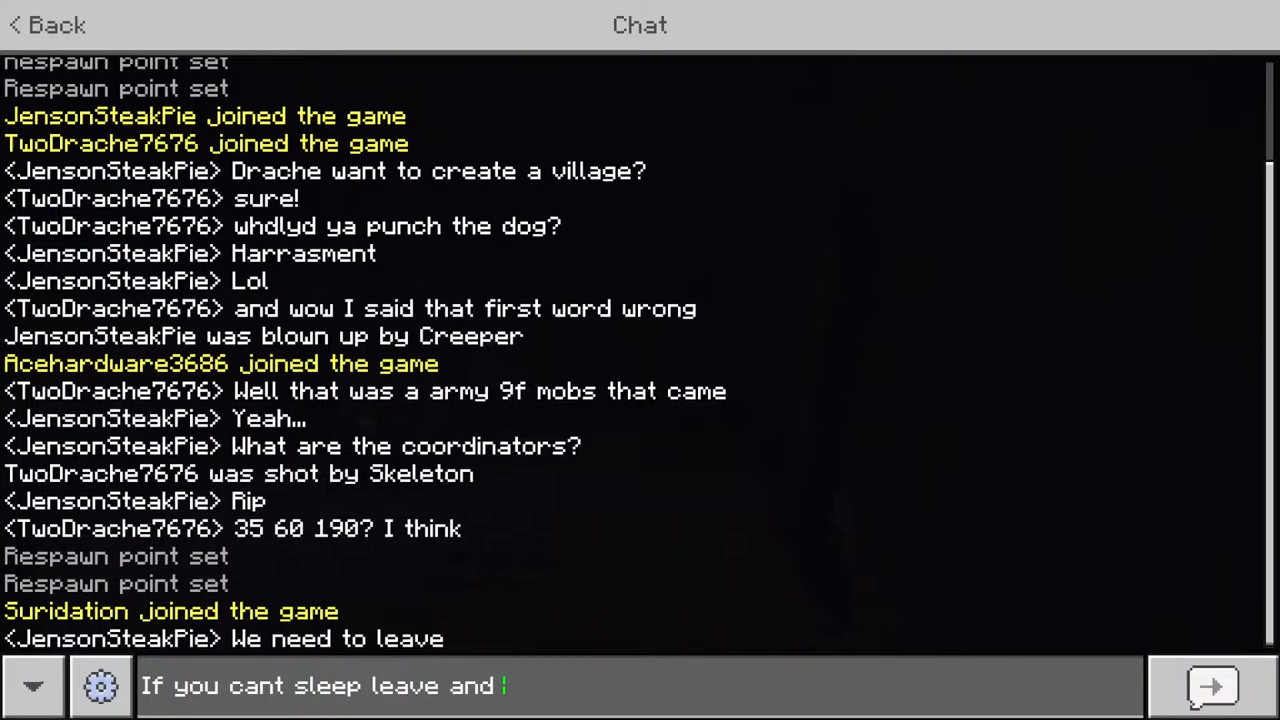 < Back
Chat
Respawn point set
Respawn point set
JensonSteakPie joined the game
TwoDrache7676 joined the game
<JensonSteakPie> Drache want to create a village?
<TwoDrache7676> sure!
<TwoDrache7676> whdlyd ya punch the dog?
<JensonSteakPie> Harrasment
<JensonSteakPie> Lol
<TwoDrache7676> and wow I said that first word wrong
JensonSteakPie was blown up by Creeper
Acehardware3686 joined the game
<TwoDrache7676> Well that was a army 9f mobs that came
<JensonSteakPie> Yeah...
<JensonSteakPie> What are the coordinators?
TwoDrache7676 was shot by Skeleton
<JensonSteakPie> Rip
<TwoDrache7676> 35 60 190? I think
Respawn point set
Respawn point set
Suridation joined the game
<JensonSteakPie> We need to leave
If you cant sleep leave and